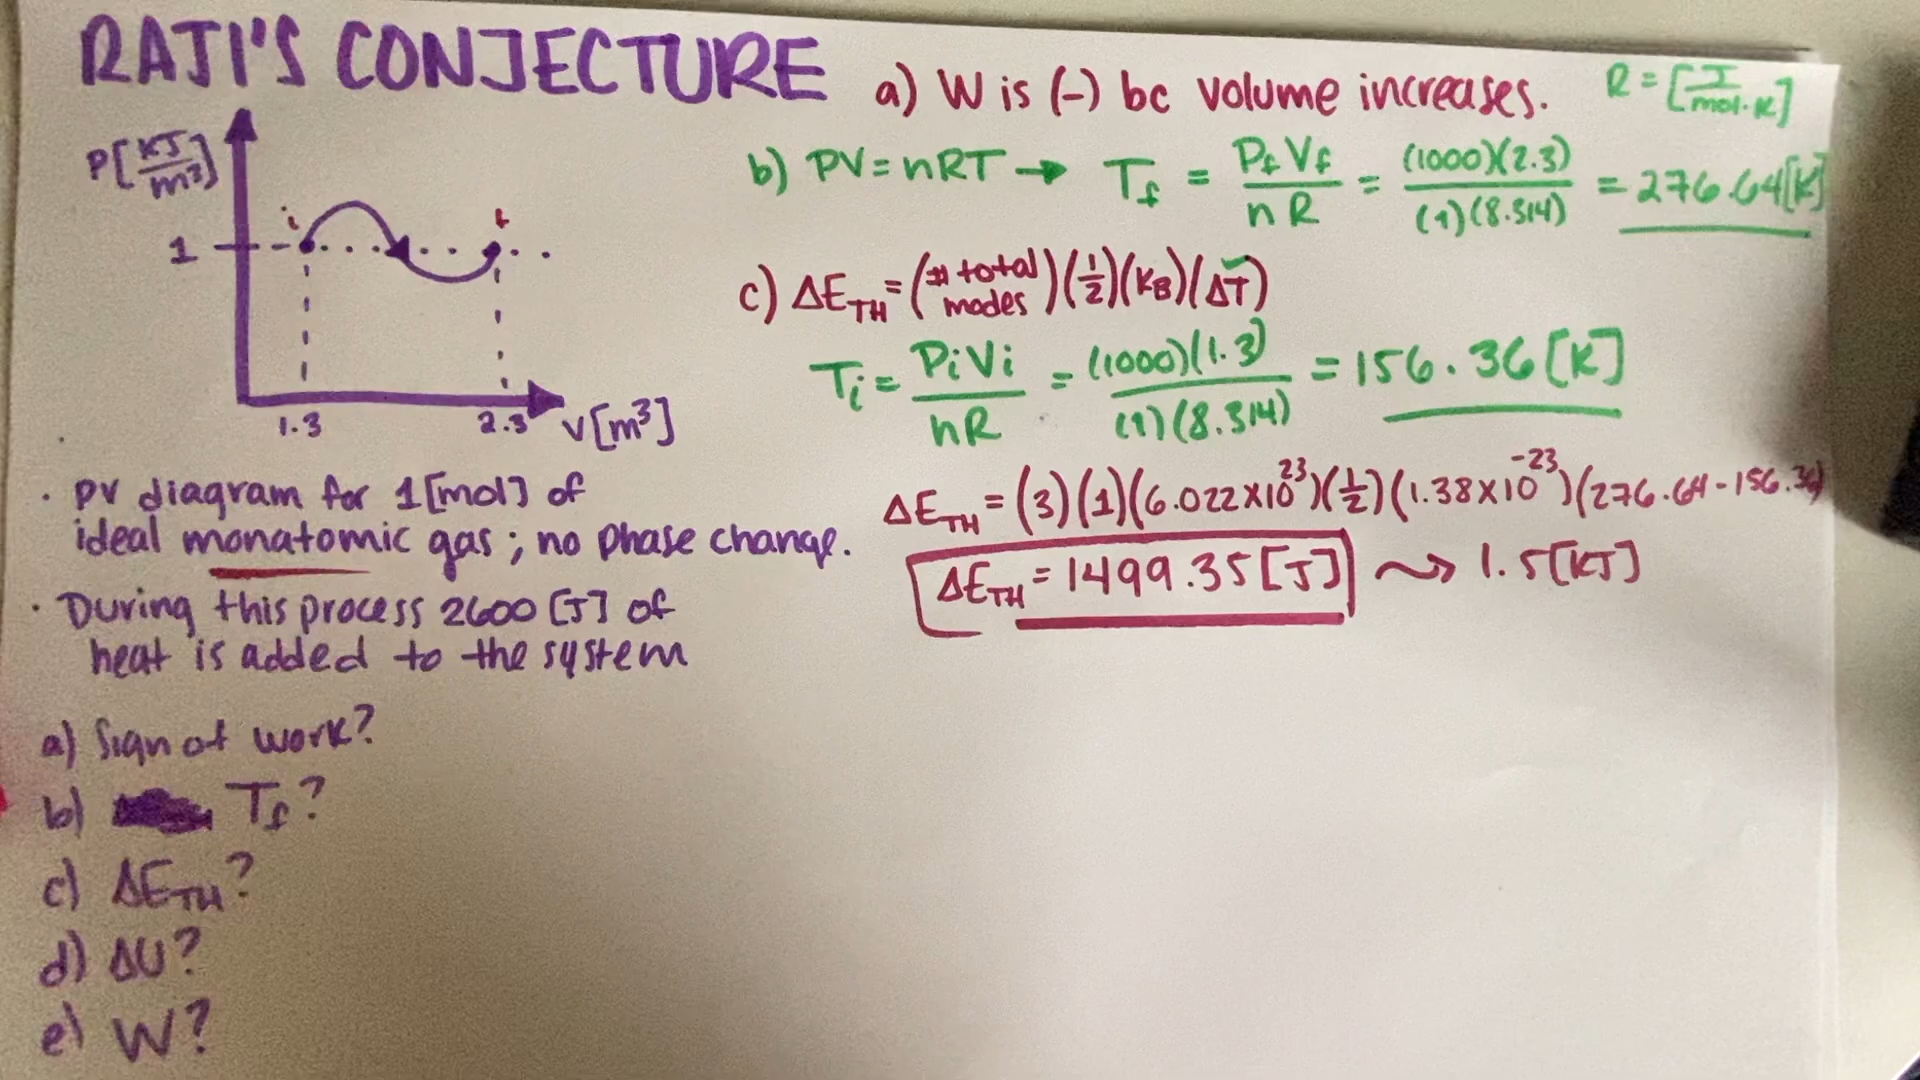 RAJI'S CONJECTURE
P[KJ/m³]
i
f
1
1.3
2.3
V[m³]
• PV diagram for 1[mol] of
ideal monatomic gas; no phase change.
• During this process 2600 [J] of
heat is added to the system
a) Sign of work?
b) Tf?
c) ΔETH?
d) ΔU?
e) W?
a) W is (-) bc volume increases.
R = [J/mol·K]
b) PV = nRT → Tf = PfVf/nR = (1000)(2.3)/(1)(8.314) = 276.64[K]
c) ΔETH = (# total modes)(1/2)(KB)(ΔT)
Ti = PiVi/nR = (1000)(1.3)/(1)(8.314) = 156.36[K]
ΔETH = (3)(1)(6.022×10²³)(1/2)(1.38×10⁻²³)(276.64-156.36)
ΔETH = 1499.35[J] ⇝ 1.5[KJ]